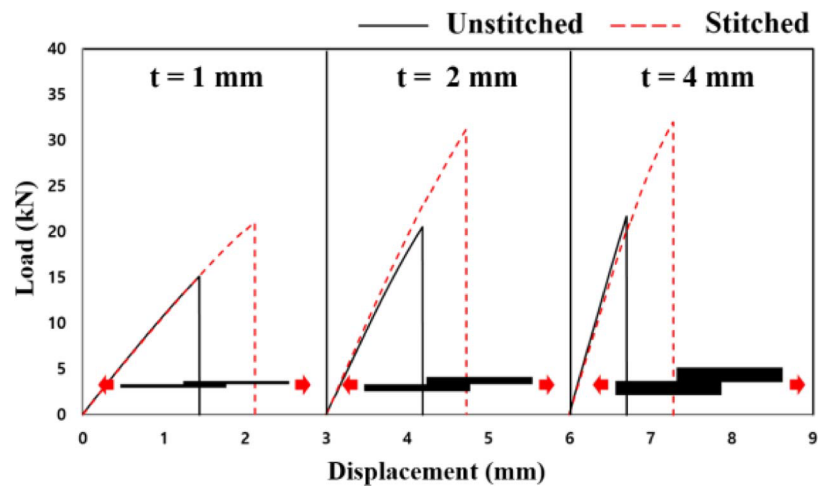 Unstitched Stitched
40
t = 1 mm t = 2 mm t = 4 mm
35
30
25
20
15
10
5
0
Load (kN)
0 1 2 3 4 5 6 7 8 9
Displacement (mm)